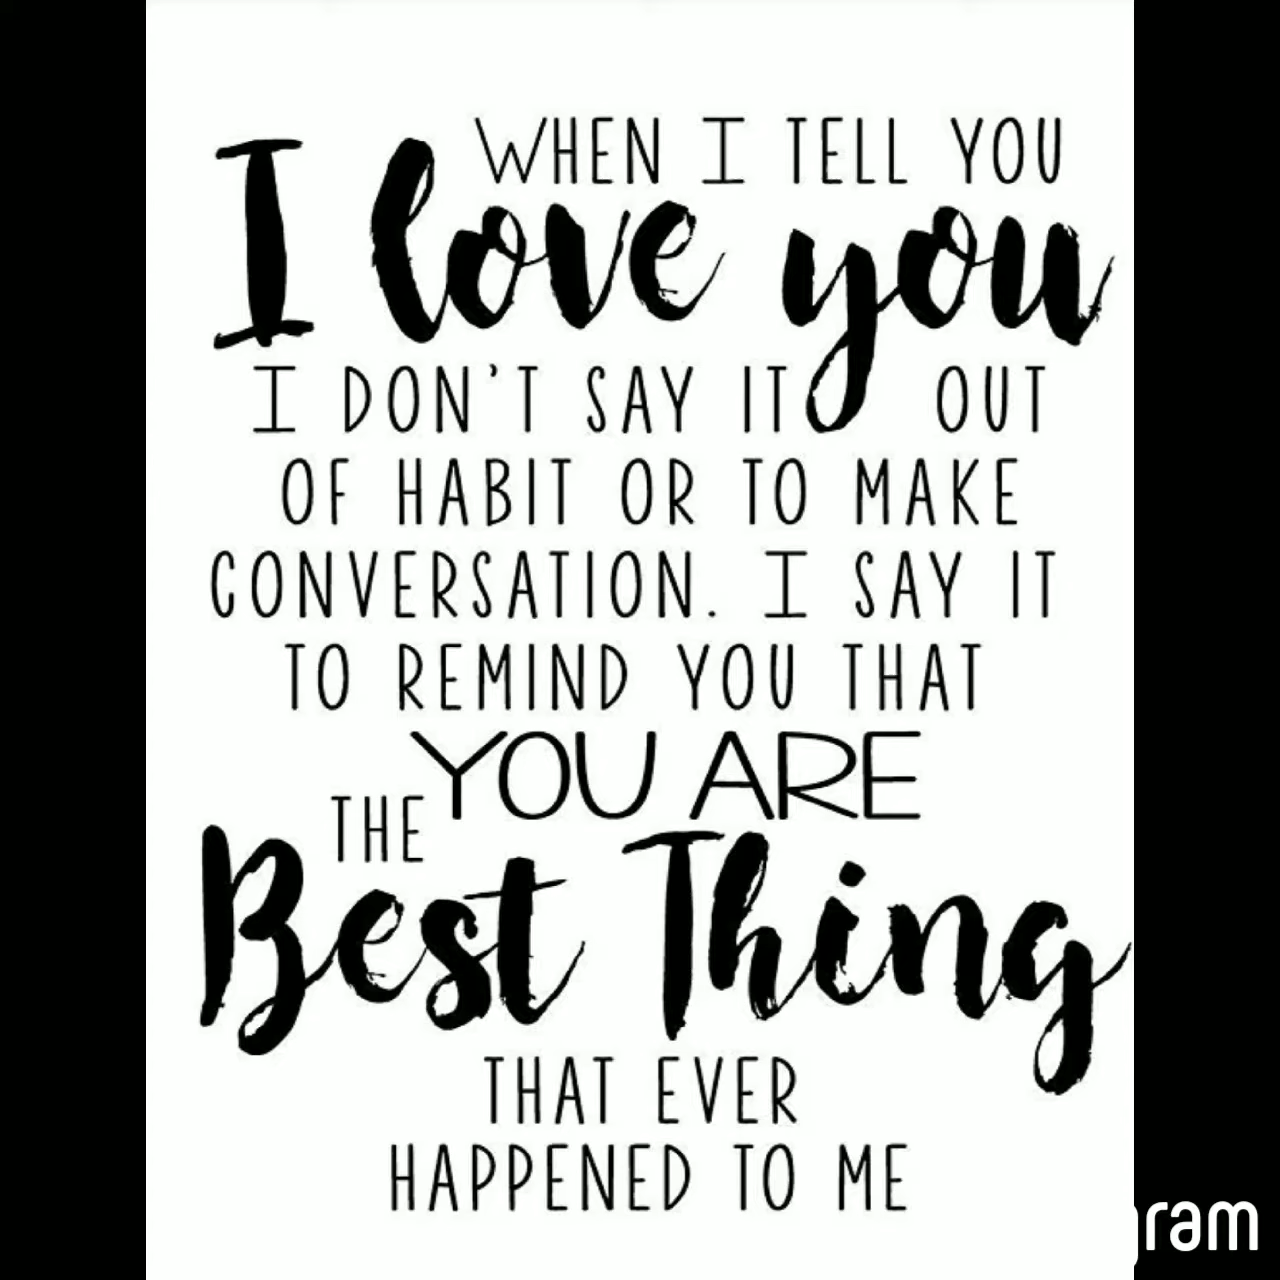 WHEN I TELL YOU
I love you
I DON'T SAY IT OUT
OF HABIT OR TO MAKE
CONVERSATION. I SAY IT
TO REMIND YOU THAT
YOU ARE
THE
Best Thing
THAT EVER
HAPPENED TO ME
ram